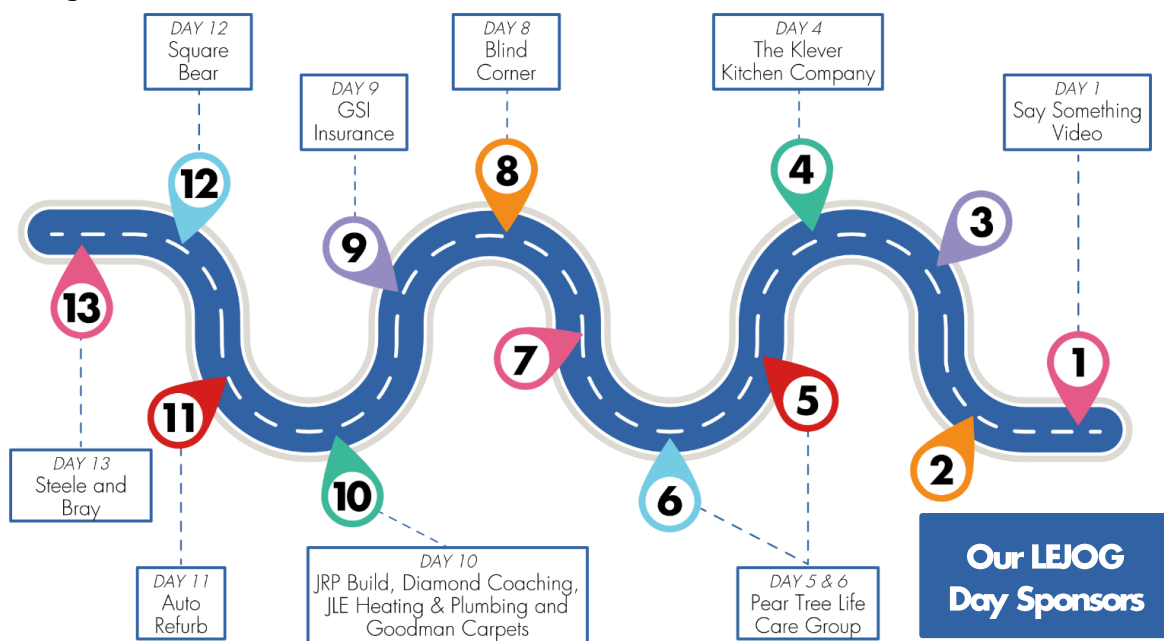 DAY 12
Square
Bear
DAY 9
GSI
Insurance
DAY 8
Blind
Corner
DAY 4
The Klever
Kitchen Company
DAY 1
Say Something
Video
12
8
4
3
9
13
7
1
11
5
2
10
6
DAY 13
Steele and
Bray
DAY 11
Auto
Refurb
DAY 10
JRP Build, Diamond Coaching,
JLE Heating & Plumbing and
Goodman Carpets
DAY 5 & 6
Pear Tree Life
Care Group
Our LEJOG
Day Sponsors